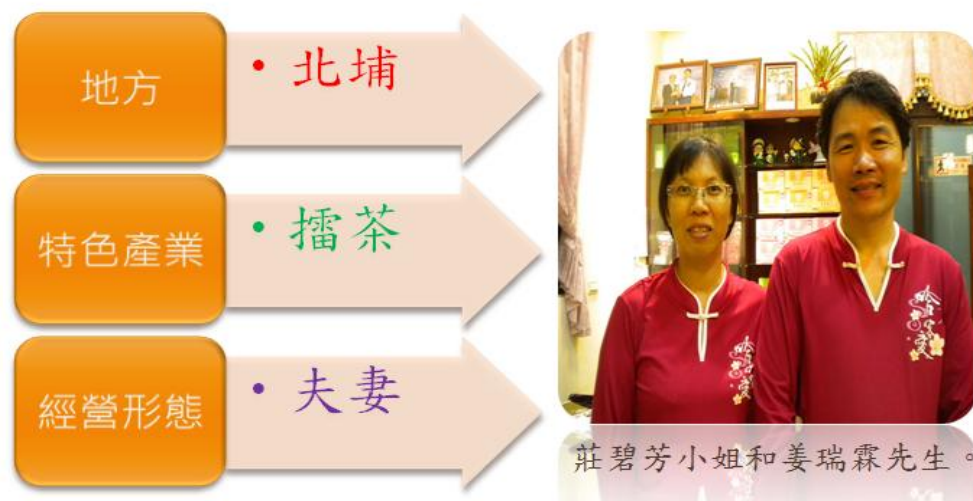 地方
• 北埔
特色產業
• 擂茶
經營形態
• 夫妻
莊碧芳小姐和姜瑞霖先生。